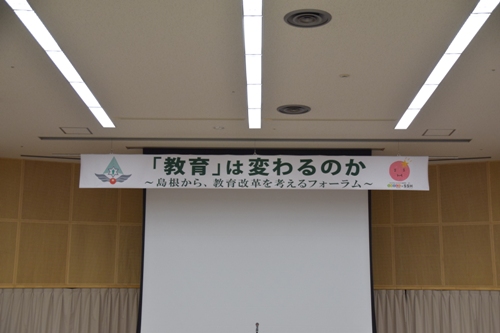 「教育」は変わるのか
～島根から、教育改革を考えるフォーラム～